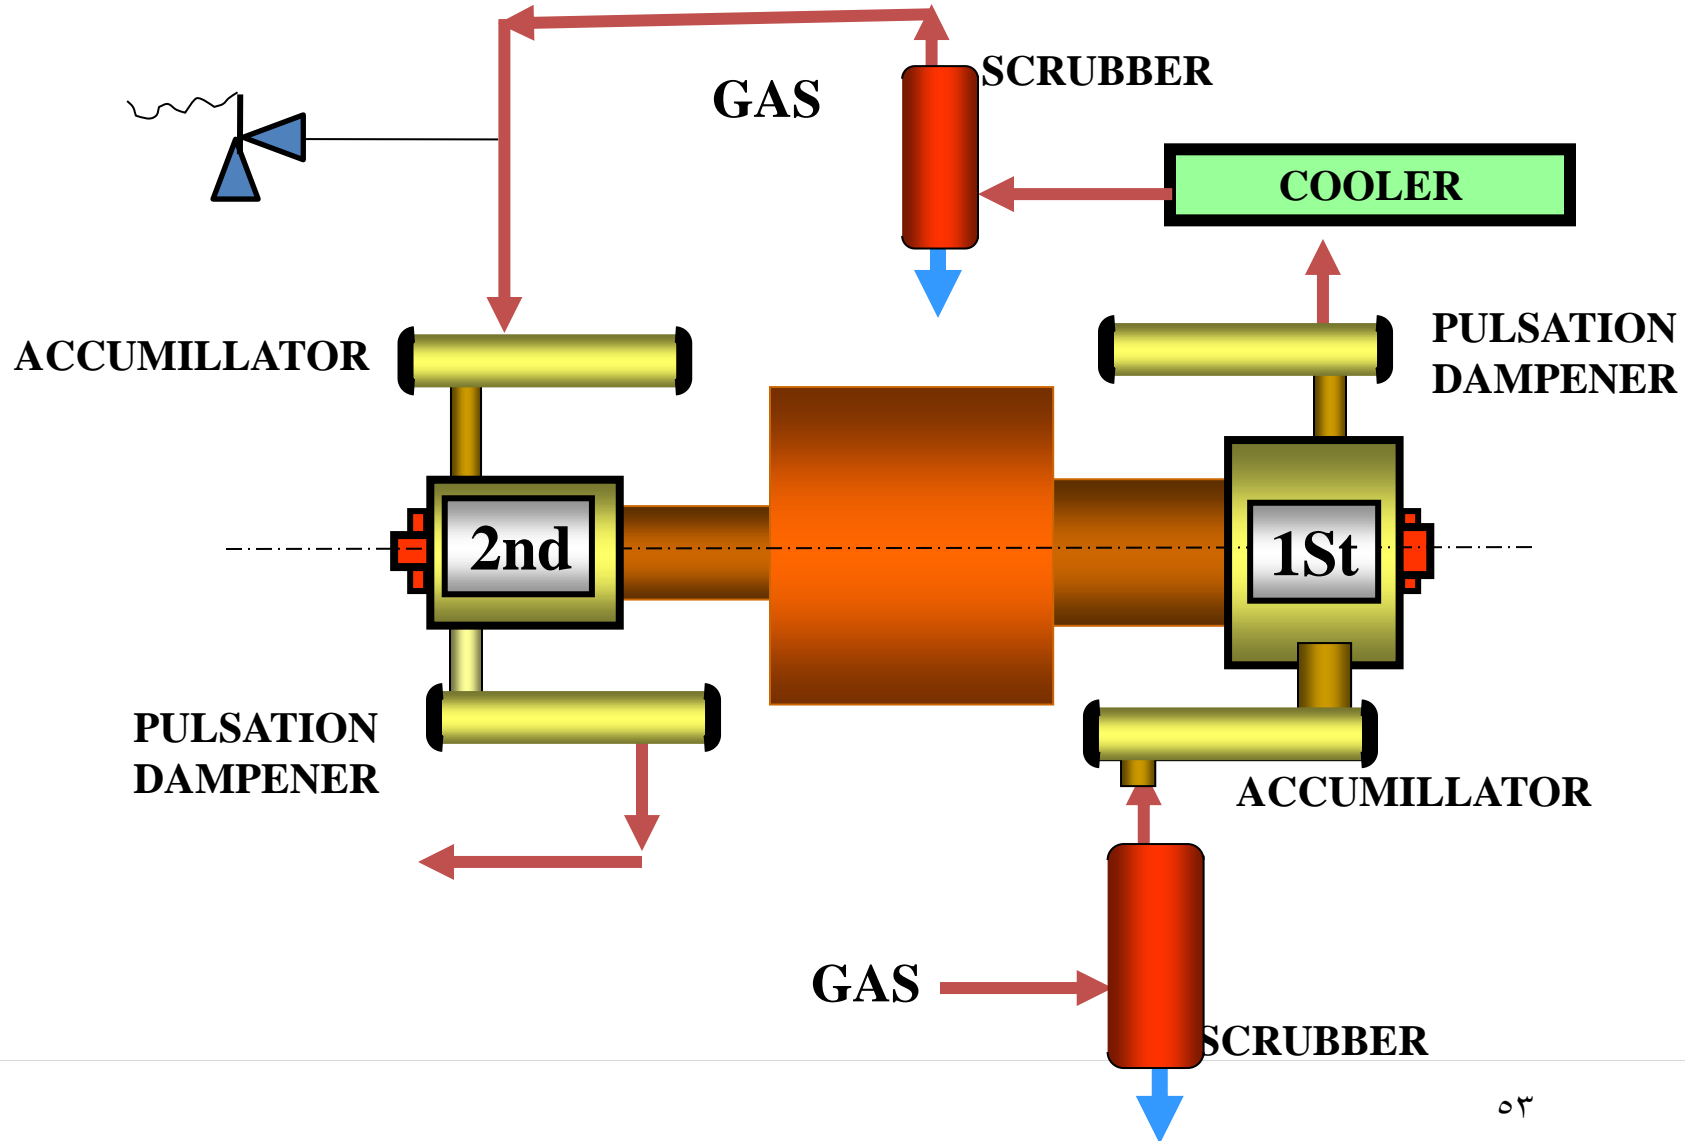 SCRUBBER
GAS
COOLER
PULSATION
DAMPENER
ACCUMILLATOR
2nd
1St
PULSATION
DAMPENER
ACCUMILLATOR
GAS
SCRUBBER
٥٣